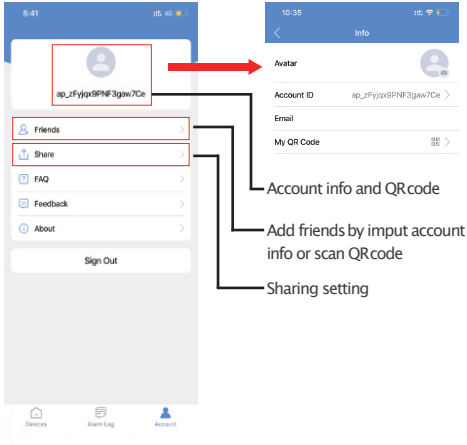 6:41
4G
ap_zFyjqx9PNF3gaw7Ce
Friends
Share
FAQ
Feedback
About
Sign Out
Devices
Alarm Log
Account
10:35
Info
Avatar
Account ID ap_zFyjqx9PNF3gaw7Ce
Email
My QR Code
Account info and QRcode
Add friends by imput account
info or scan QRcode
Sharing setting